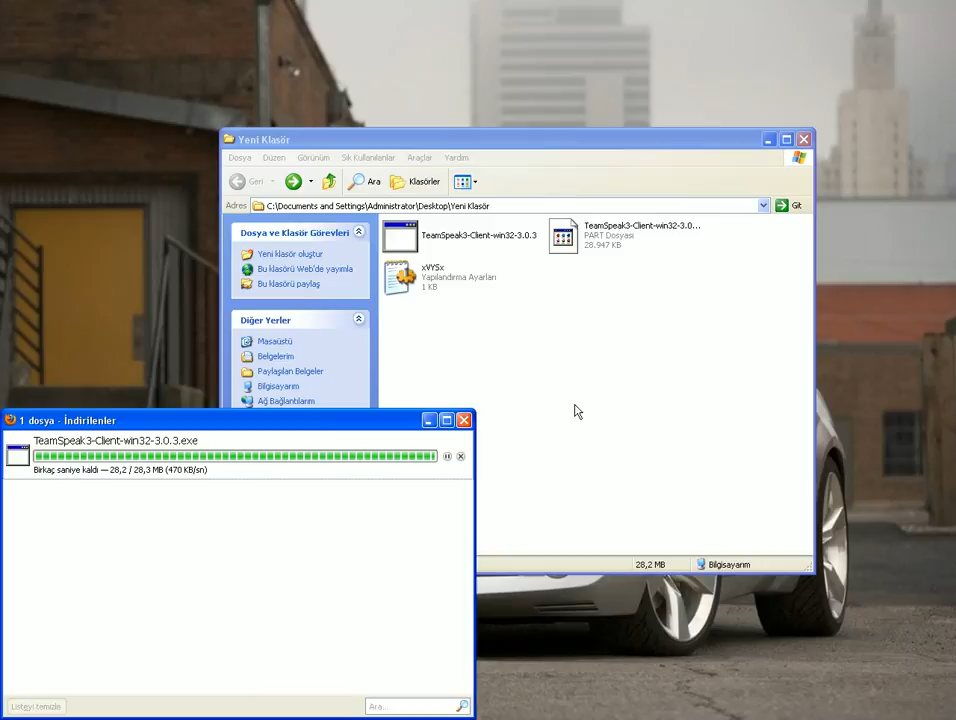 Yeni Klasör
Dosya Düzen Görünüm Sık Kullanılanlar Araçlar Yardım
Geri Ara Klasörler
Adres C:\Documents and Settings\Administrator\Desktop\Yeni Klasör Git
Dosya ve Klasör Görevleri
Yeni klasör oluştur
Bu klasörü Web'de yayımla
Bu klasörü paylaş
Diğer Yerler
Masaüstü
Belgelerim
Paylaşılan Belgeler
Bilgisayarım
Ağ Bağlantılarım
TeamSpeak3-Client-win32-3.0.3
TeamSpeak3-Client-win32-3.0...
PART Dosyası
28.947 KB
xVYSx
Yapılandırma Ayarları
1 KB
28,2 MB Bilgisayarım
1 dosya - İndirilenler
TeamSpeak3-Client-win32-3.0.3.exe
Birkaç saniye kaldı — 28,2 / 28,3 MB (470 KB/sn)
Listeyi temizle Ara...